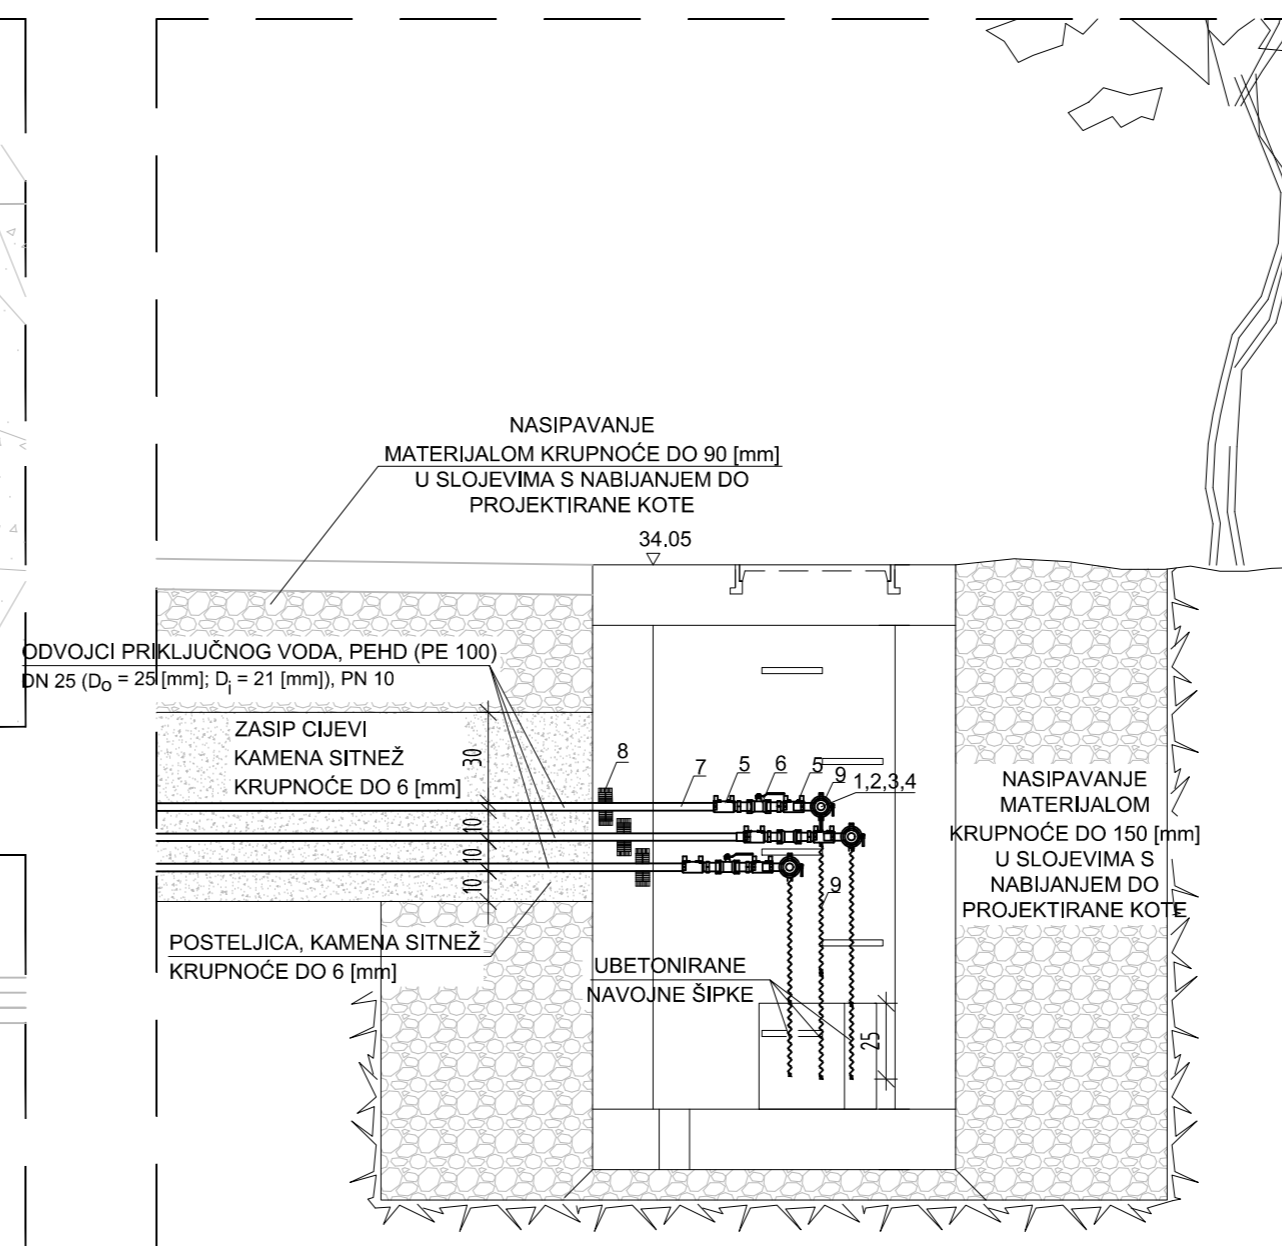 NASIPAVANJE
MATERIJALOM KRUPNOĆE DO 90 [mm]
U SLOJEVIMA S NABIJANJEM DO
PROJEKTIRANE KOTE
34.05
ODVOJCI PRIKLJUČNOG VODA, PEHD (PE 100)
DN 25 (Do = 25 [mm]; Di = 21 [mm]), PN 10
ZASIP CIJEVI
KAMENA SITNEŽ
KRUPNOĆE DO 6 [mm]
30
10
10
10
8
7
5
6
5
9
1,2,3,4
9
NASIPAVANJE
MATERIJALOM
KRUPNOĆE DO 150 [mm]
U SLOJEVIMA S
NABIJANJEM DO
PROJEKTIRANE KOTE
POSTELJICA, KAMENA SITNEŽ
KRUPNOĆE DO 6 [mm]
UBETONIRANE
NAVOJNE ŠIPKE
25